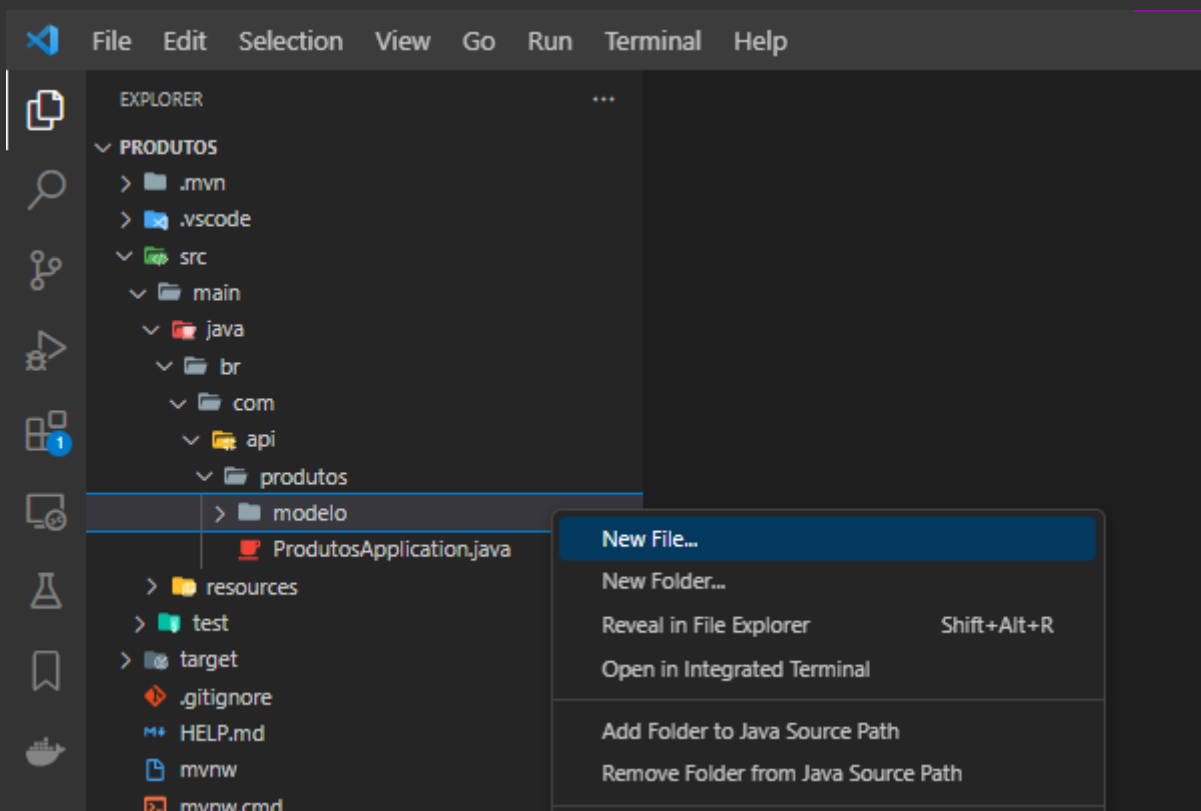 File Edit Selection View Go Run Terminal Help
EXPLORER ...
PRODUTOS
.mvn
.vscode
src
main
java
br
com
api
produtos
modelo
ProdutosApplication.java
resources
test
target
.gitignore
HELP.md
mvnw
mvnw.cmd
1
New File...
New Folder...
Reveal in File Explorer Shift+Alt+R
Open in Integrated Terminal
Add Folder to Java Source Path
Remove Folder from Java Source Path